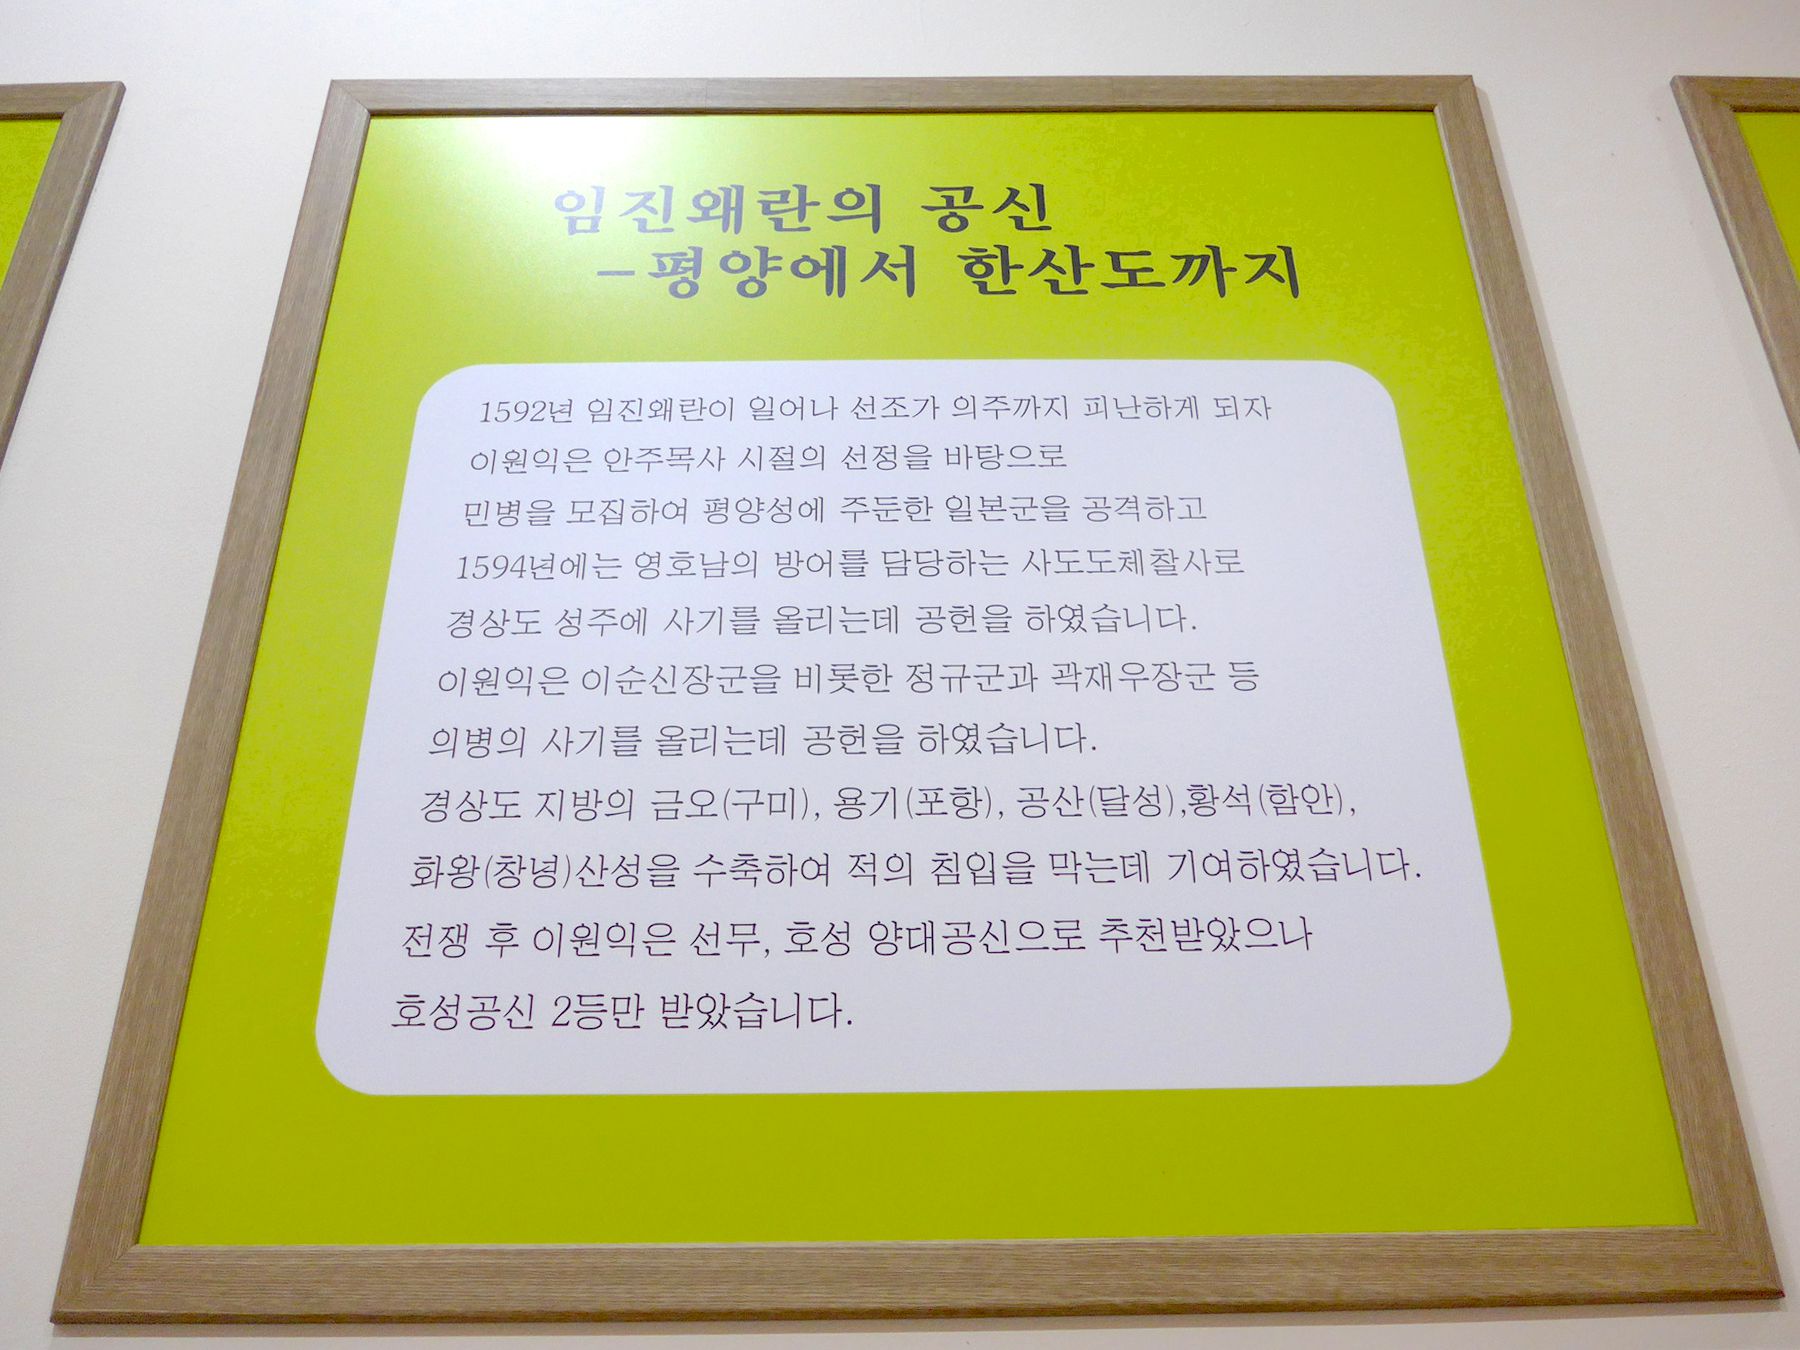 임진왜란의 공신
-평양에서 한산도까지
1592년 임진왜란이 일어나 선조가 의주까지 피난하게 되자
이원익은 안주목사 시절의 선정을 바탕으로
민병을 모집하여 평양성에 주둔한 일본군을 공격하고
1594년에는 영호남의 방어를 담당하는 사도도체찰사로
경상도 성주에 사기를 올리는데 공헌을 하였습니다.
이원익은 이순신장군을 비롯한 정규군과 곽재우장군 등
의병의 사기를 올리는데 공헌을 하였습니다.
경상도 지방의 금오(구미), 용기(포항), 공산(달성),황석(함안),
화왕(창녕)산성을 수축하여 적의 침입을 막는데 기여하였습니다.
전쟁 후 이원익은 선무, 호성 양대공신으로 추천받았으나
호성공신 2등만 받았습니다.